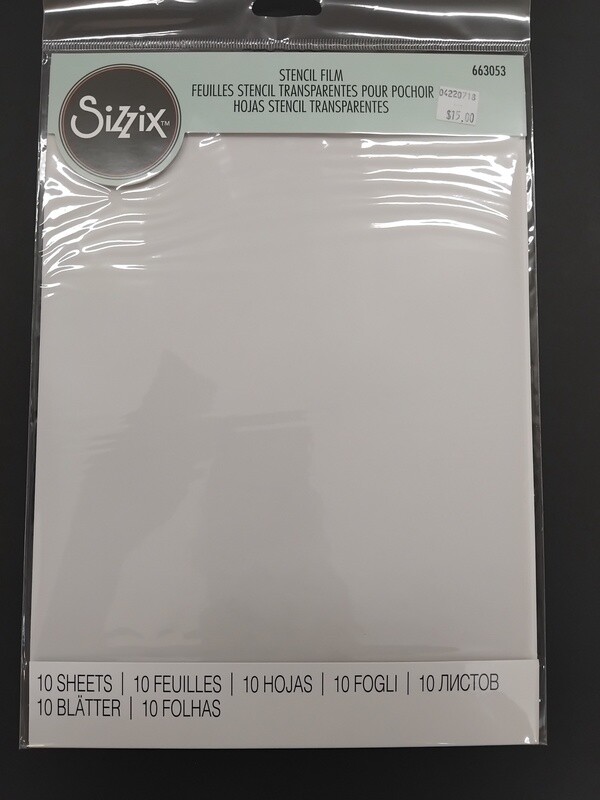 Sizzix™
STENCIL FILM
FEUILLES STENCIL TRANSPARENTES POUR POCHOIR
HOJAS STENCIL TRANSPARENTES
663053
04220718
$15.00
10 SHEETS | 10 FEUILLES | 10 HOJAS | 10 FOGLI | 10 ЛИСТОВ
10 BLÄTTER | 10 FOLHAS